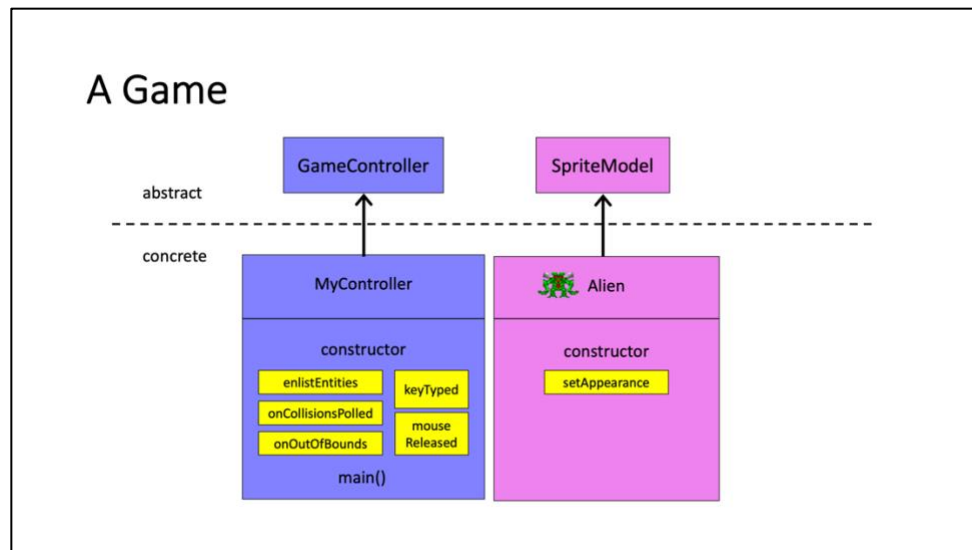 A Game
GameController
SpriteModel
abstract
concrete
MyController
Alien
constructor
enlistEntities
onCollisionsPolled
onOutOfBounds
keyTyped
mouse
Released
main()
constructor
setAppearance